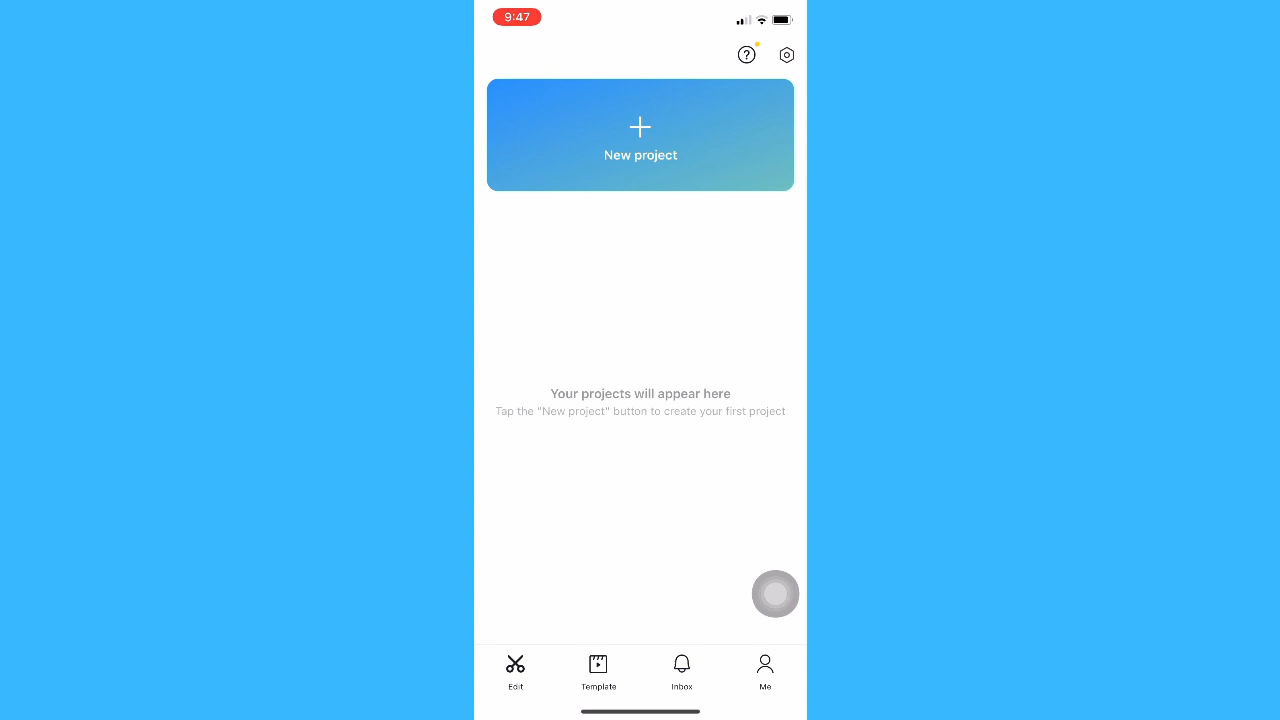 9:47
New project
Your projects will appear here
Tap the "New project" button to create your first project
Edit
Template
Inbox
Me